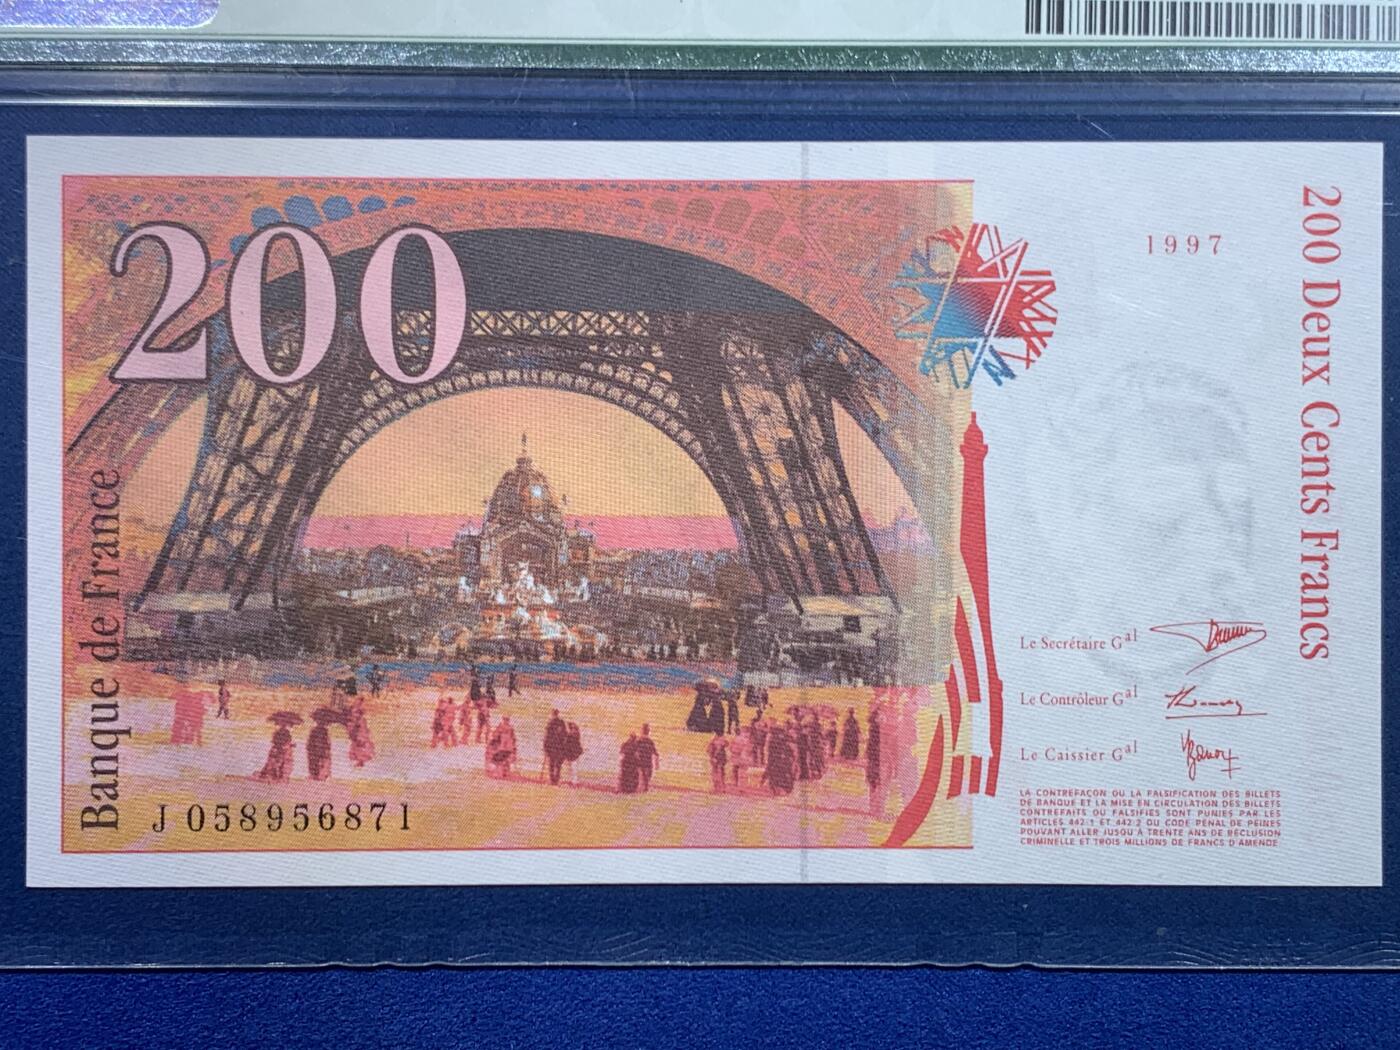 200
1997
200 Deux Cents Francs
Banque de France
J 058956871
Le Secrétaire Gal
Le Contrôleur Gal
Le Caissier Gal
LA CONTREFAÇON OU LA FALSIFICATION DES BILLETS
DE BANQUE ET LA MISE EN CIRCULATION DES BILLETS
CONTREFAITS OU FALSIFIES SONT PUNIES PAR LES
ARTICLES 442-1 ET 442-2 DU CODE PENAL DE PEINES
POUVANT ALLER JUSQU'À TRENTE ANS DE RECLUSION
CRIMINELLE ET TROIS MILLIONS DE FRANCS D'AMENDE